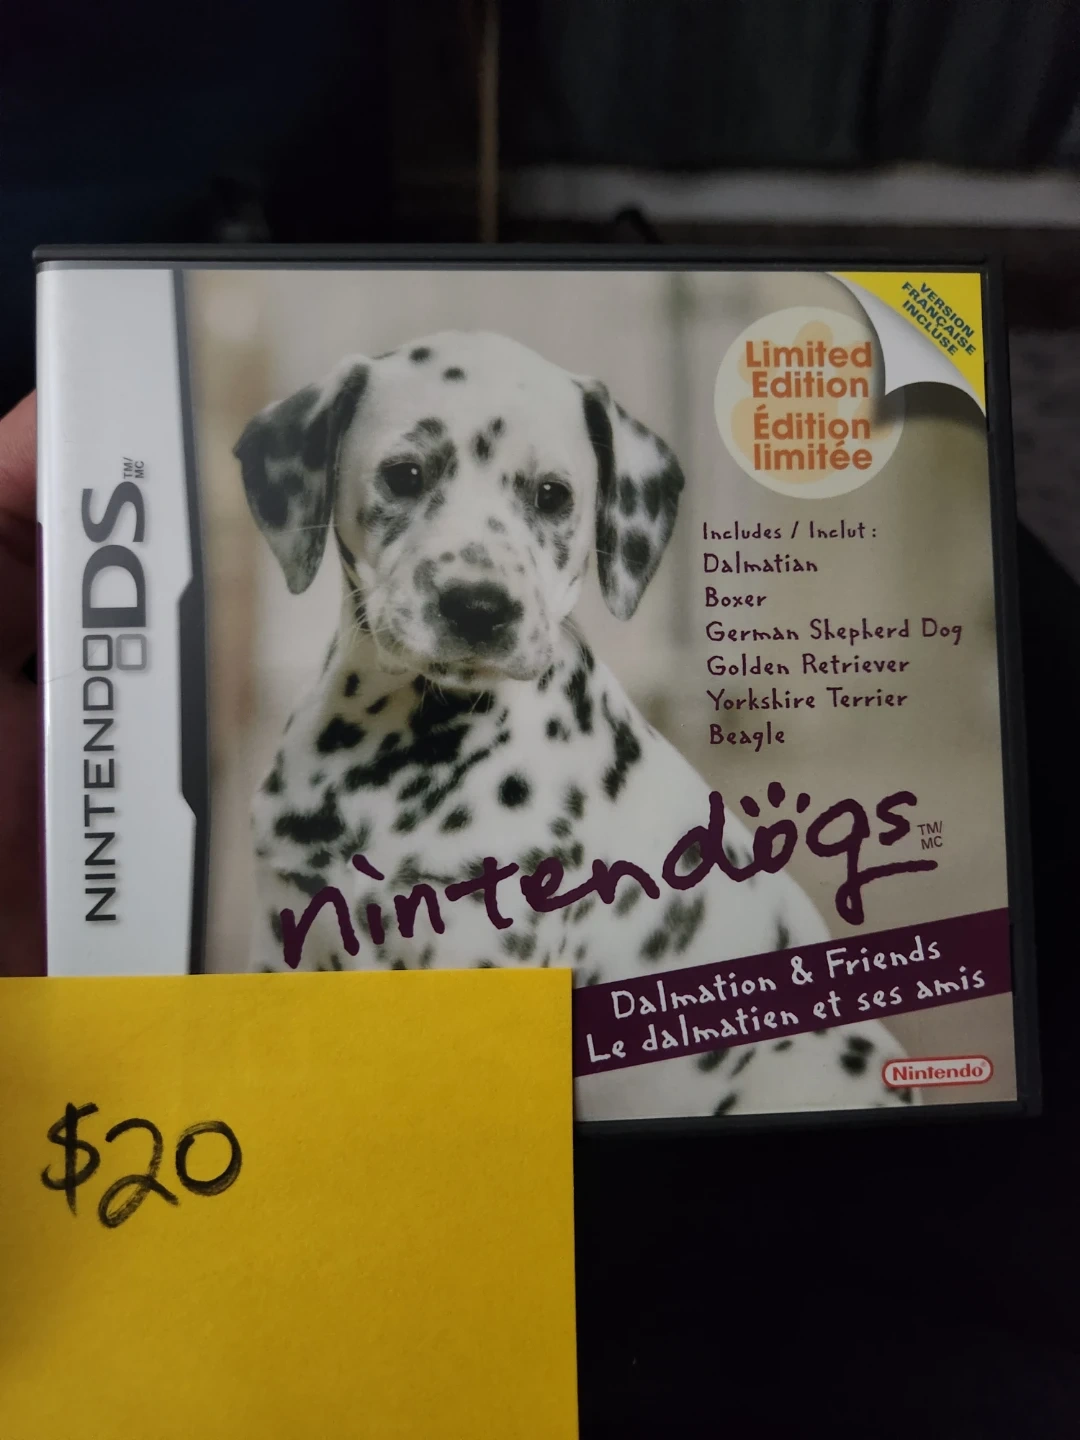 NINTENDO DS TM/MC
VERSION
FRANÇAISE
INCLUSE
Limited
Edition
Édition
limitée
Includes / Inclut :
Dalmatian
Boxer
German Shepherd Dog
Golden Retriever
Yorkshire Terrier
Beagle
nintendögs TM/MC
Dalmation & Friends
Le dalmatien et ses amis
Nintendo®
$20